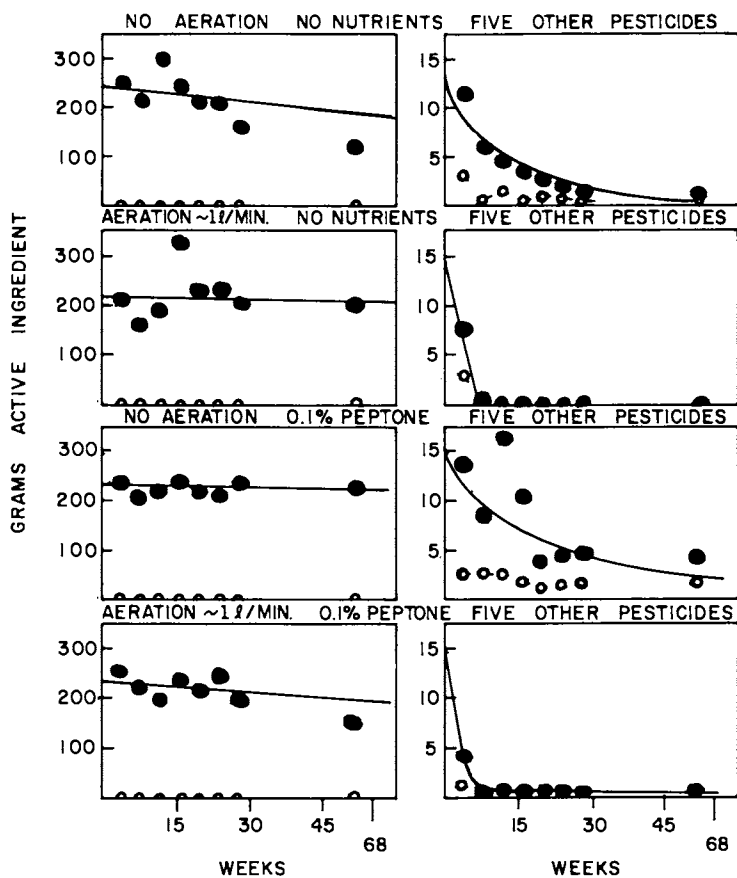 NO AERATION NO NUTRIENTS FIVE OTHER PESTICIDES
300
200
100
15
10
5
AERATION ~1ℓ/MIN. NO NUTRIENTS FIVE OTHER PESTICIDES
300
200
100
15
10
5
NO AERATION 0.1% PEPTONE FIVE OTHER PESTICIDES
300
200
100
15
10
5
AERATION ~1ℓ/MIN. 0.1% PEPTONE FIVE OTHER PESTICIDES
300
200
100
15
10
5
GRAMS ACTIVE INGREDIENT
15 30 45 68
WEEKS
15 30 45 68
WEEKS